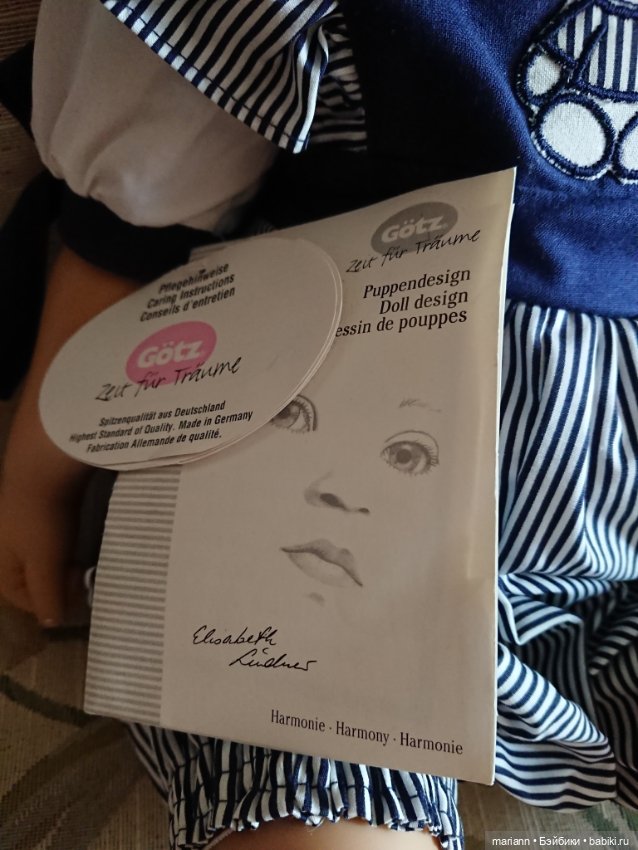 Pflegehinweise
Caring Instructions
Conseils d'entretien
Götz
Zeit für Träume
Spitzenqualität aus Deutschland
Highest Standard of Quality. Made in Germany
Fabrication Allemande de qualité.
Götz
Zeit für Träume
Puppendesign
Doll design
essin de pouppes
Elisabeth
Lindner
Harmonie · Harmony · Harmonie
mariann • Бэйбики • babiki.ru